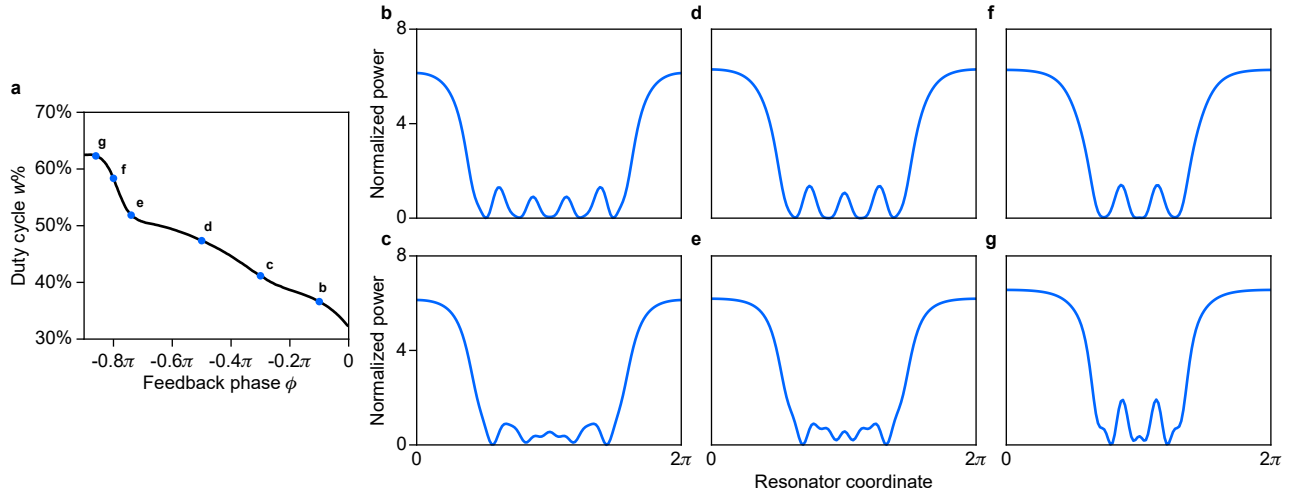 a
70%
60%
50%
40%
30%
Duty cycle w%
g
f
e
d
c
b
-0.8π
-0.6π
-0.4π
-0.2π
0
Feedback phase ϕ
b
8
4
0
Normalized power
d
f
c
8
4
0
Normalized power
0
2π
e
0
2π
g
0
2π
Resonator coordinate